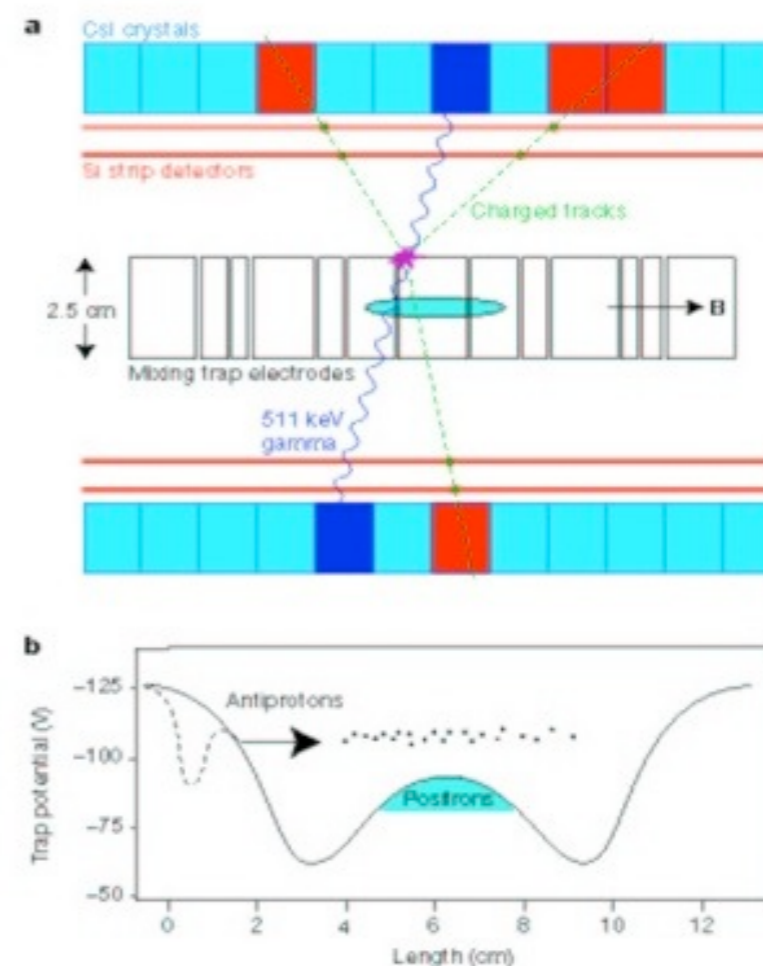 a
CsI crystals
Si strip detectors
Charged tracks
2.5 cm
B
Mixing trap electrodes
511 keV
gamma
b
Trap potential (V)
–125
–100
–75
–50
Antiprotons
Positrons
0 2 4 6 8 10 12
Length (cm)